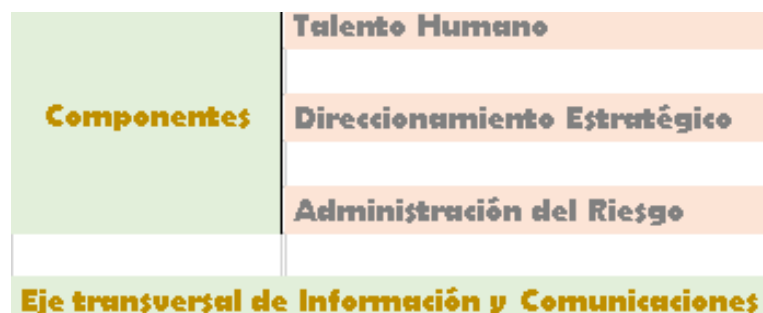 Talento Humano
Componentes
Direccionamiento Estratégico
Administración del Riesgo
Eje transversal de Información y Comunicaciones